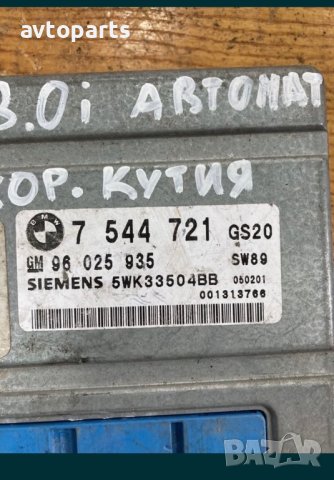 avtoparts
3.0i АВТОМАТ
КОР. КУТИЯ
BMW 7 544 721 GS20
GM 96 025 935 SW89
SIEMENS 5WK33504BB 050201
001313766
BAZAR